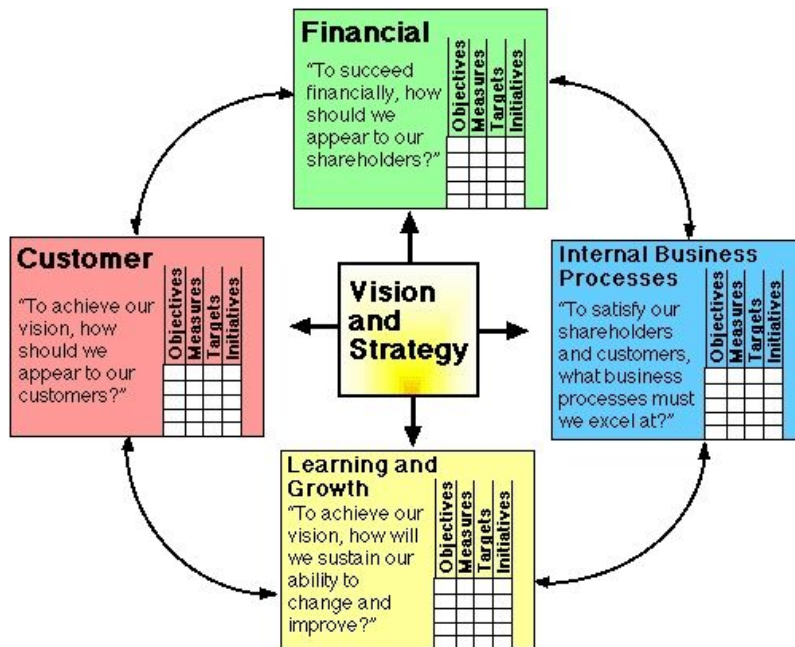 Financial
“To succeed
financially, how
should we
appear to our
shareholders?”
Objectives
Measures
Targets
Initiatives
Customer
“To achieve our
vision, how
should we
appear to our
customers?”
Objectives
Measures
Targets
Initiatives
Vision
and
Strategy
Internal Business
Processes
“To satisfy our
shareholders
and customers,
what business
processes must
we excel at?”
Objectives
Measures
Targets
Initiatives
Learning and
Growth
“To achieve our
vision, how will
we sustain our
ability to
change and
improve?”
Objectives
Measures
Targets
Initiatives